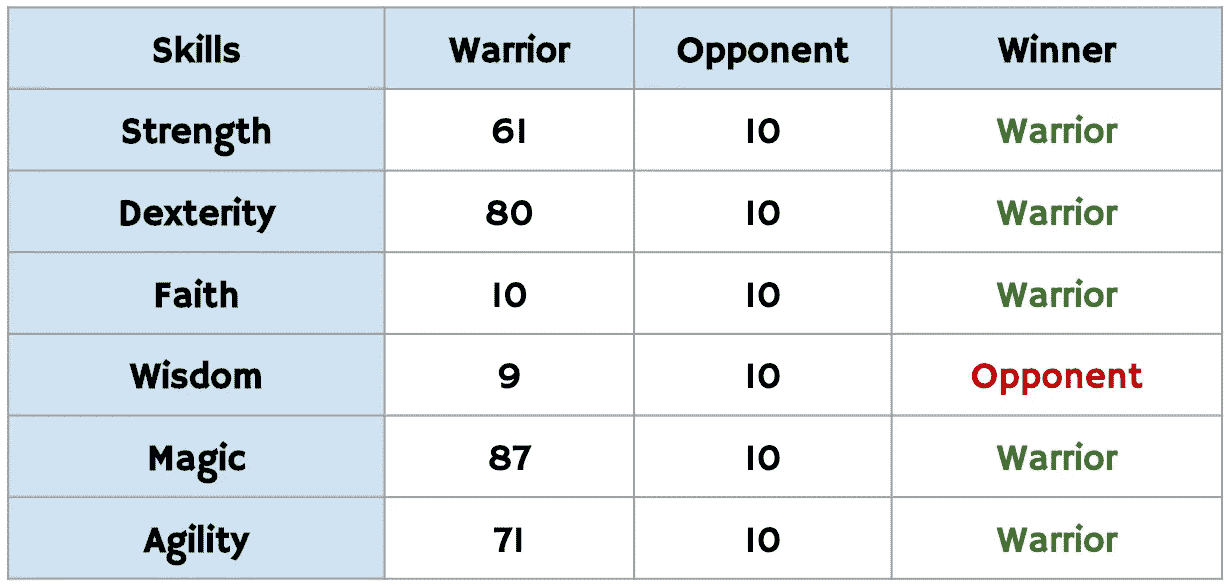 Skills Warrior Opponent Winner
Strength 61 10 Warrior
Dexterity 80 10 Warrior
Faith 10 10 Warrior
Wisdom 9 10 Opponent
Magic 87 10 Warrior
Agility 71 10 Warrior